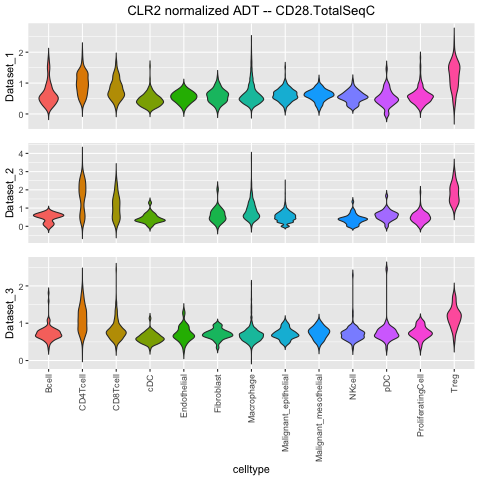 CLR2 normalized ADT -- CD28.TotalSeqC
Dataset_1
2
1
0
Dataset_2
4
3
2
1
0
Dataset_3
2
1
0
Bcell
CD4Tcell
CD8Tcell
cDC
Endothelial
Fibroblast
Macrophage
Malignant_epithelial
Malignant_mesothelial
NKcell
pDC
ProliferatingCell
Treg
celltype